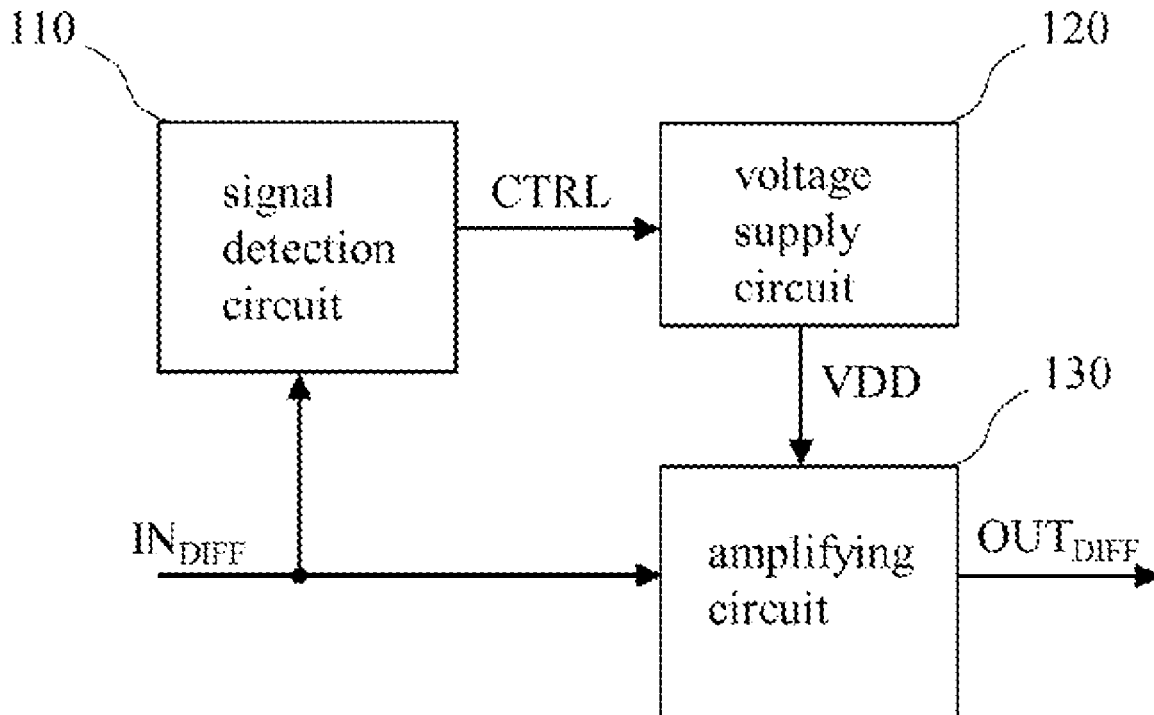 110
120
signal
detection
circuit
CTRL
voltage
supply
circuit
VDD
130
IN_DIFF
amplifying
circuit
OUT_DIFF